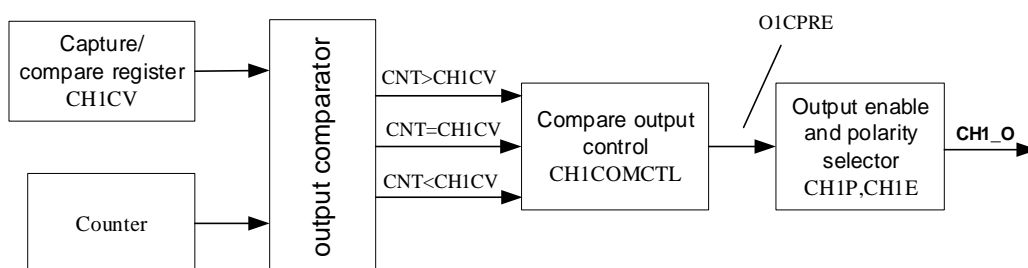 Capture/
compare register
CH1CV
Counter
output comparator
CNT>CH1CV
CNT=CH1CV
CNT<CH1CV
Compare output
control
CH1COMCTL
O1CPRE
Output enable
and polarity
selector
CH1P,CH1E
CH1_O